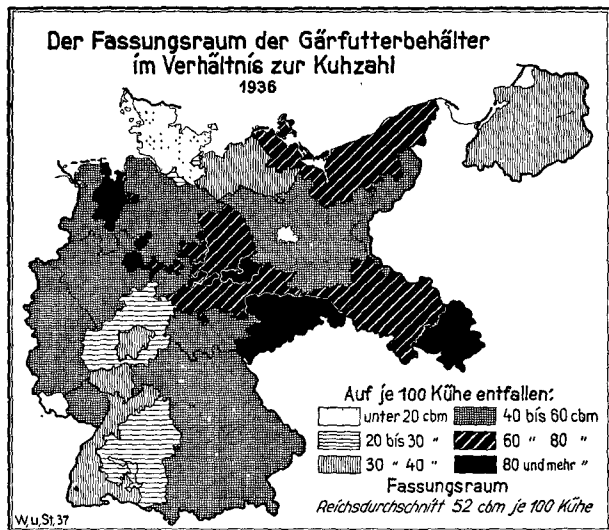 Der Fassungsraum der Gärfutterbehälter
im Verhältnis zur Kuhzahl
1936
Auf je 100 Kühe entfallen:
unter 20 cbm
40 bis 60 cbm
20 bis 30 "
60 " 80 "
30 " 40 "
80 und mehr "
Fassungsraum
Reichsdurchschnitt 52 cbm je 100 Kühe
W.u.St.37